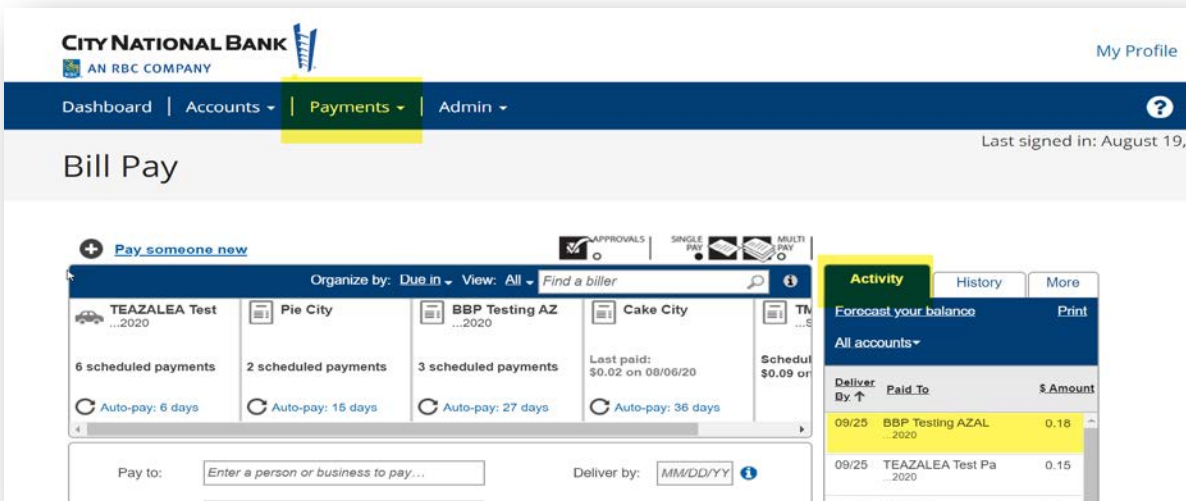 CITY NATIONAL BANK
RBC AN RBC COMPANY
My Profile
Dashboard | Accounts | Payments | Admin ?
Last signed in: August 19,
Bill Pay
Pay someone new
APPROVALS SINGLE PAY MULTI PAY
Organize by: Due in View: All Find a biller
TEAZALEA Test
...2020
6 scheduled payments
Auto-pay: 6 days
Pie City
2 scheduled payments
Auto-pay: 15 days
BBP Testing AZ
...2020
3 scheduled payments
Auto-pay: 27 days
Cake City
Last paid:
$0.02 on 08/06/20
Auto-pay: 36 days
Schedul
$0.09 on
Activity History More
Forecast your balance Print
All accounts
Deliver By Paid To $ Amount
09/25 BBP Testing AZAL 0.18
...2020
09/25 TEAZALEA Test Pa 0.15
...2020
Pay to: Enter a person or business to pay... Deliver by: MM/DD/YY